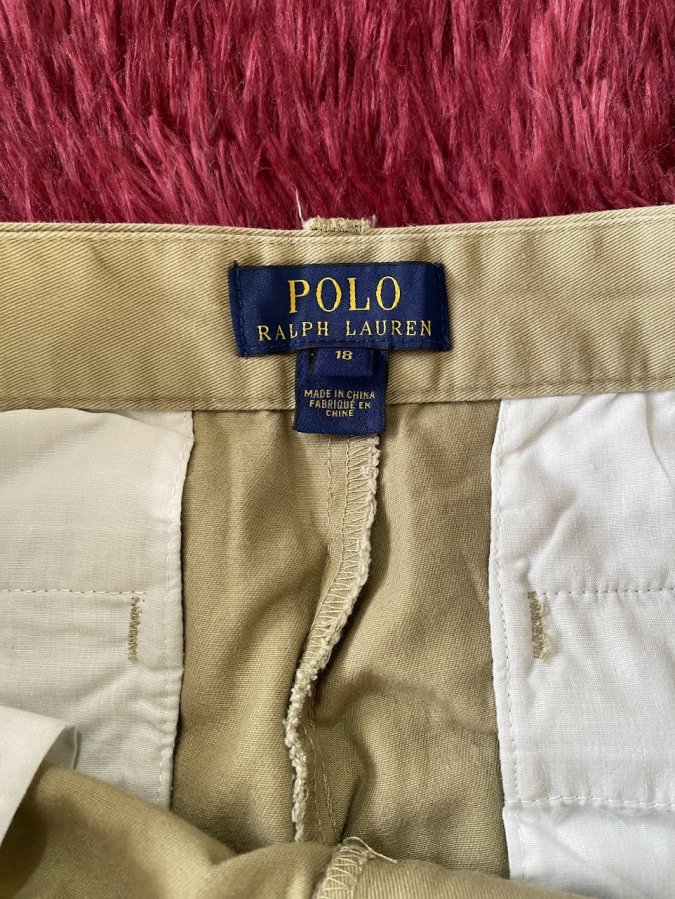 POLO
RALPH LAUREN
18
MADE IN CHINA
FABRIQUÉ EN
CHINE